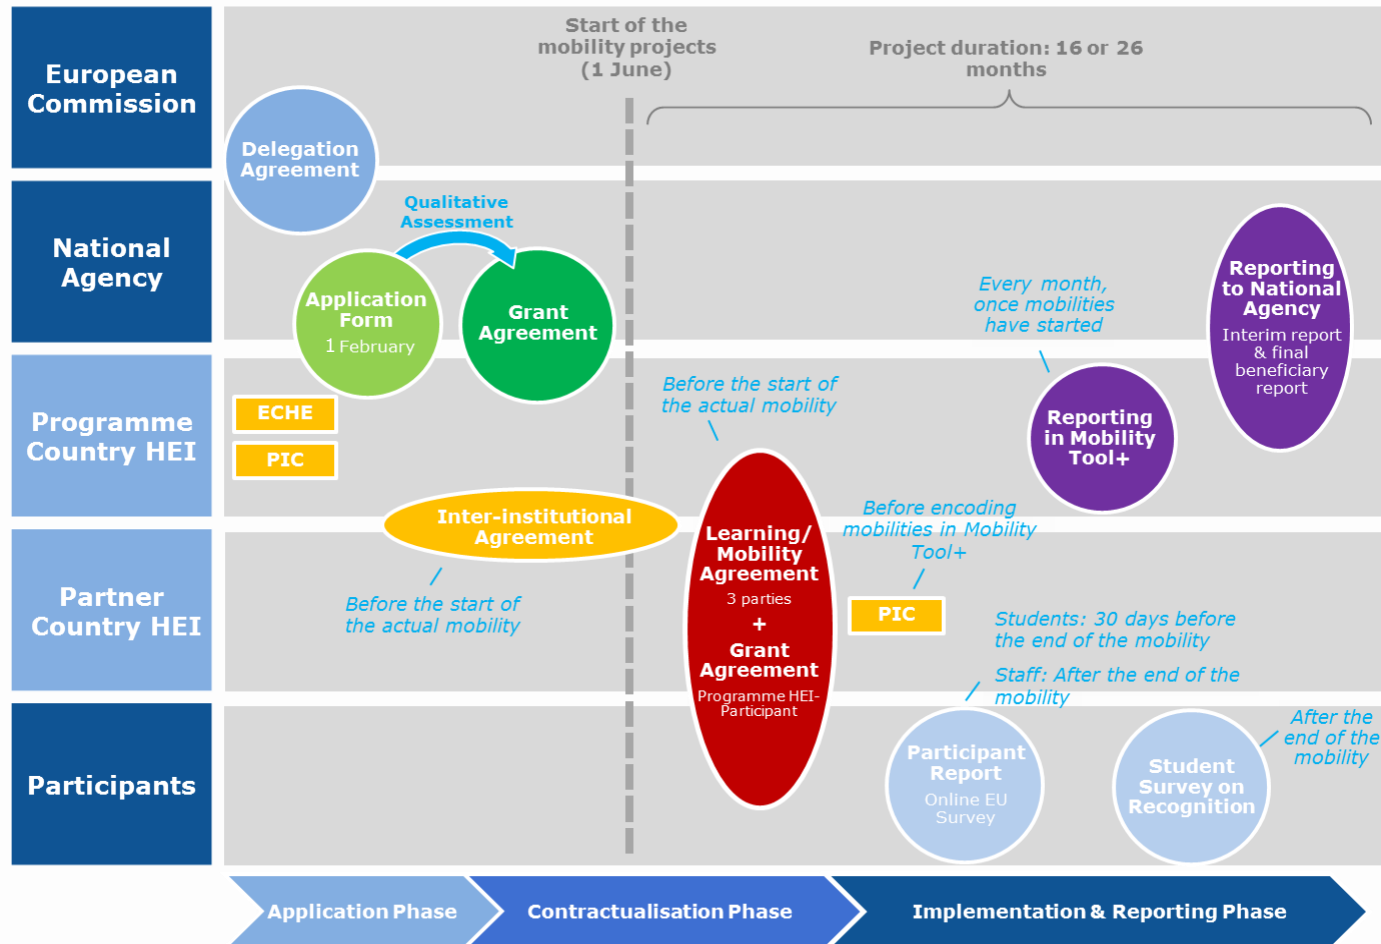 Start of the
mobility projects
(1 June)
Project duration: 16 or 26
months
European
Commission
Delegation
Agreement
National
Agency
Qualitative
Assessment
Application
Form
1 February
Grant
Agreement
Every month,
once mobilities
have started
Reporting
to National
Agency
Interim report
& final
beneficiary
report
Programme
Country HEI
ECHE
PIC
Before the start of
the actual mobility
Reporting
in Mobility
Tool+
Inter-institutional
Agreement
Before the start of
the actual mobility
Learning/
Mobility
Agreement
3 parties
+
Grant
Agreement
Programme HEI-
Participant
Before encoding
mobilities in Mobility
Tool+
Partner
Country HEI
PIC
Students: 30 days before
the end of the mobility
Staff: After the end of the
mobility
Participants
Participant
Report
Online EU
Survey
Student
Survey on
Recognition
After the
end of the
mobility
Application Phase
Contractualisation Phase
Implementation & Reporting Phase